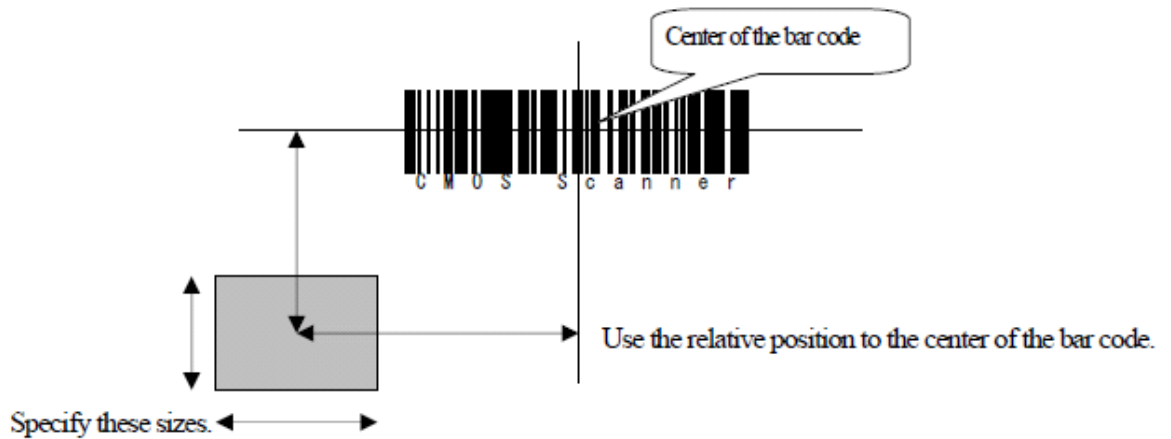 Center of the bar code
CMOS Scanner
Use the relative position to the center of the bar code.
Specify these sizes.